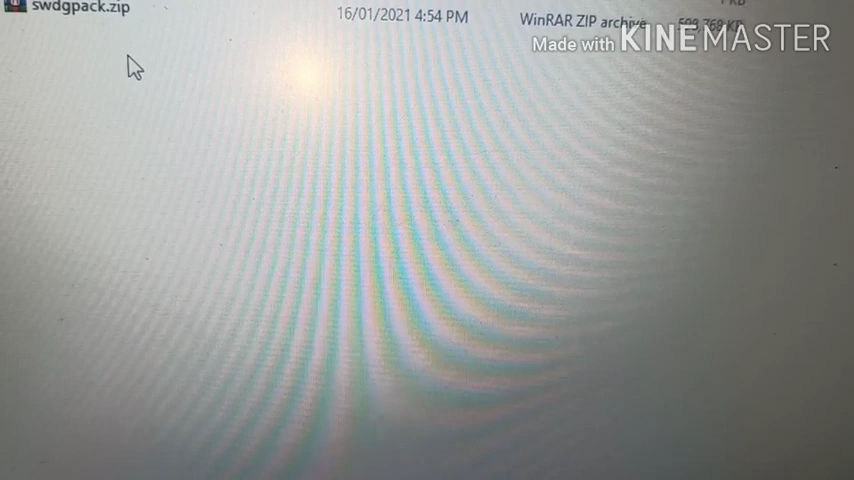 swdgpack.zip 16/01/2021 4:54 PM WinRAR ZIP archive
Made with KINEMASTER